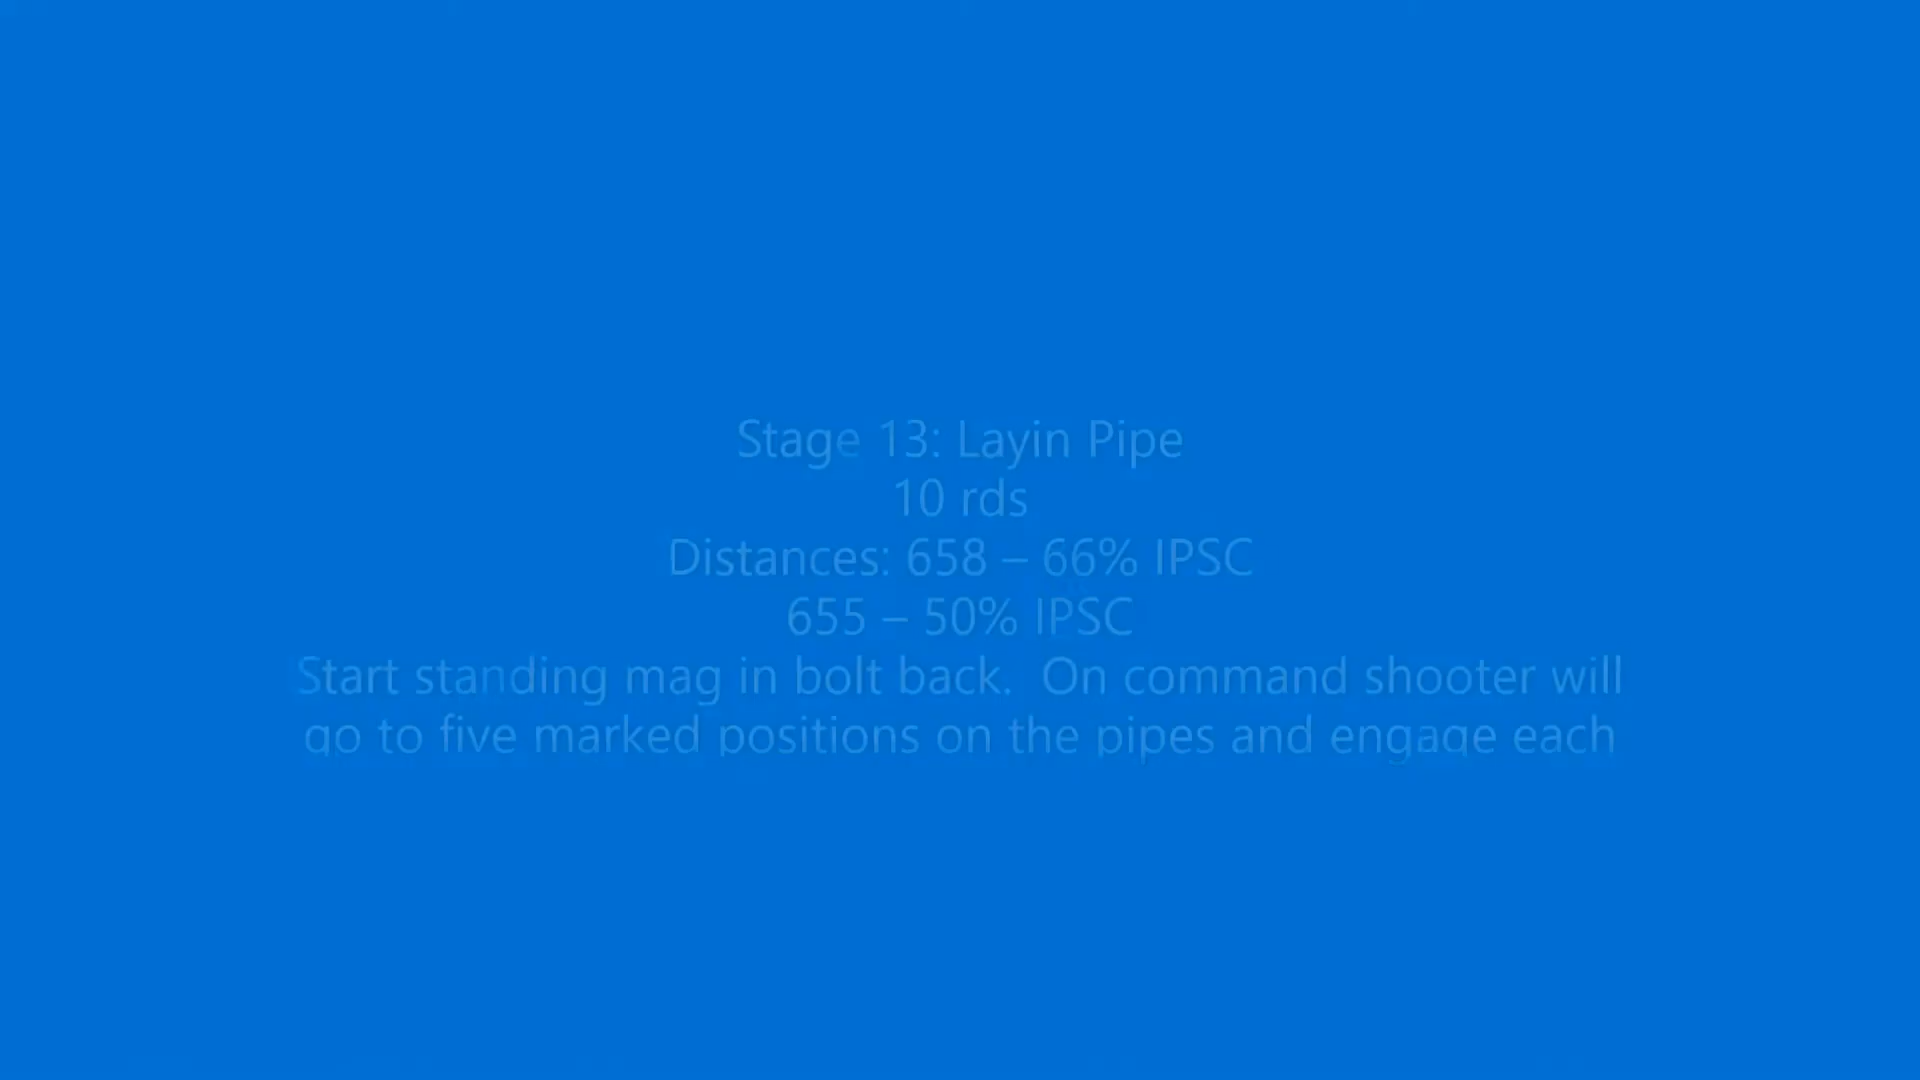 Stage 13: Layin Pipe
10 rds
Distances: 658 – 66% IPSC
655 – 50% IPSC
Start standing mag in bolt back.  On command shooter will
go to five marked positions on the pipes and engage each